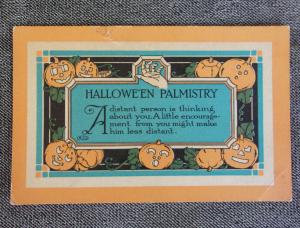 HALLOWE'EN PALMISTRY
A distant person is thinking
about you. A little encourage-
ment from you might make
him less distant.